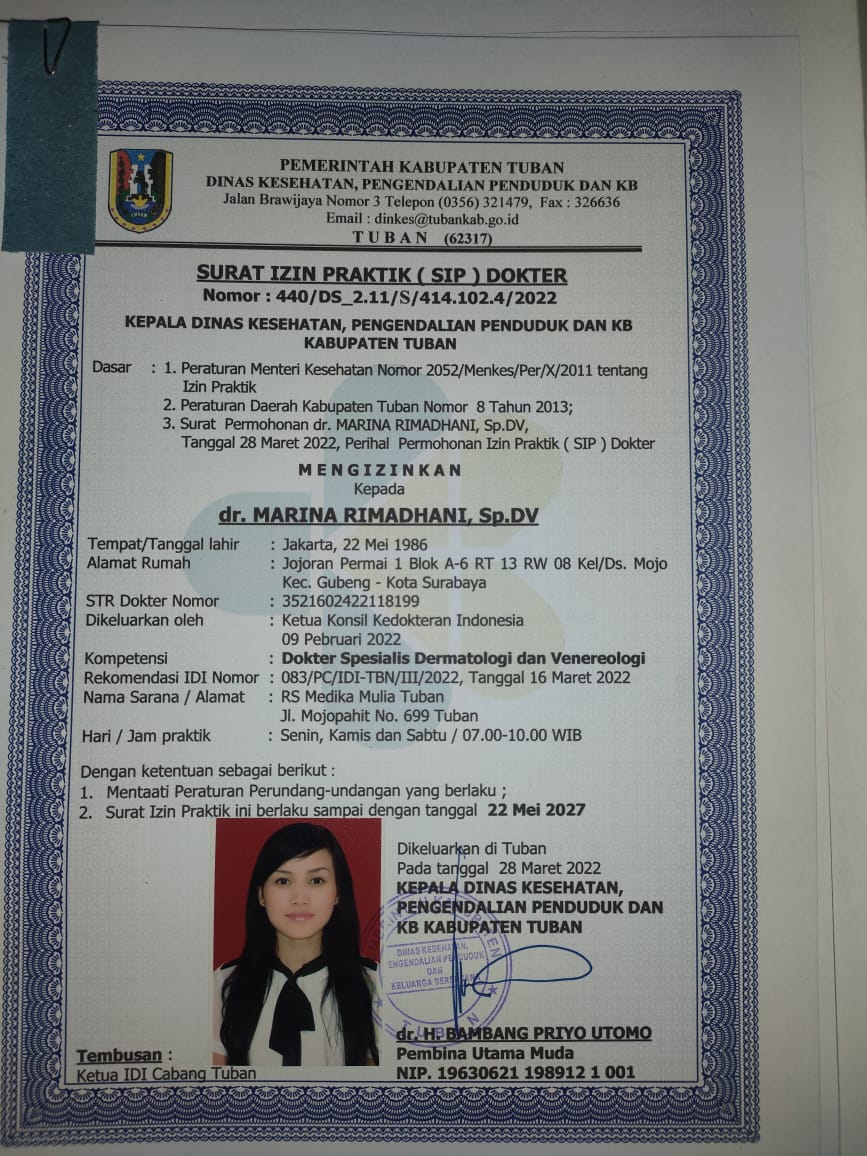 PEMERINTAH KABUPATEN TUBAN
DINAS KESEHATAN, PENGENDALIAN PENDUDUK DAN KB
Jalan Brawijaya Nomor 3 Telepon (0356) 321479, Fax : 326636
Email : dinkes@tubankab.go.id
T U B A N (62317)
TUBAN
SURAT IZIN PRAKTIK ( SIP ) DOKTER
Nomor : 440/DS_2.11/S/414.102.4/2022
KEPALA DINAS KESEHATAN, PENGENDALIAN PENDUDUK DAN KB
KABUPATEN TUBAN
Dasar : 1. Peraturan Menteri Kesehatan Nomor 2052/Menkes/Per/X/2011 tentang
Izin Praktik
2. Peraturan Daerah Kabupaten Tuban Nomor 8 Tahun 2013;
3. Surat Permohonan dr. MARINA RIMADHANI, Sp.DV,
Tanggal 28 Maret 2022, Perihal Permohonan Izin Praktik ( SIP ) Dokter
M E N G I Z I N K A N
Kepada
dr. MARINA RIMADHANI, Sp.DV
Tempat/Tanggal lahir : Jakarta, 22 Mei 1986
Alamat Rumah : Jojoran Permai 1 Blok A-6 RT 13 RW 08 Kel/Ds. Mojo
Kec. Gubeng - Kota Surabaya
STR Dokter Nomor : 3521602422118199
Dikeluarkan oleh : Ketua Konsil Kedokteran Indonesia
09 Pebruari 2022
Kompetensi : Dokter Spesialis Dermatologi dan Venereologi
Rekomendasi IDI Nomor : 083/PC/IDI-TBN/III/2022, Tanggal 16 Maret 2022
Nama Sarana / Alamat : RS Medika Mulia Tuban
Jl. Mojopahit No. 699 Tuban
Hari / Jam praktik : Senin, Kamis dan Sabtu / 07.00-10.00 WIB
Dengan ketentuan sebagai berikut :
1. Mentaati Peraturan Perundang-undangan yang berlaku ;
2. Surat Izin Praktik ini berlaku sampai dengan tanggal 22 Mei 2027
Dikeluarkan di Tuban
Pada tanggal 28 Maret 2022
KEPALA DINAS KESEHATAN,
PENGENDALIAN PENDUDUK DAN
KB KABUPATEN TUBAN
DINAS KESEHATAN,
PENGENDALIAN PENDUDUK
DAN
KELUARGA
TUBAN
dr. H. BAMBANG PRIYO UTOMO
Pembina Utama Muda
NIP. 19630621 198912 1 001
Tembusan :
Ketua IDI Cabang Tuban